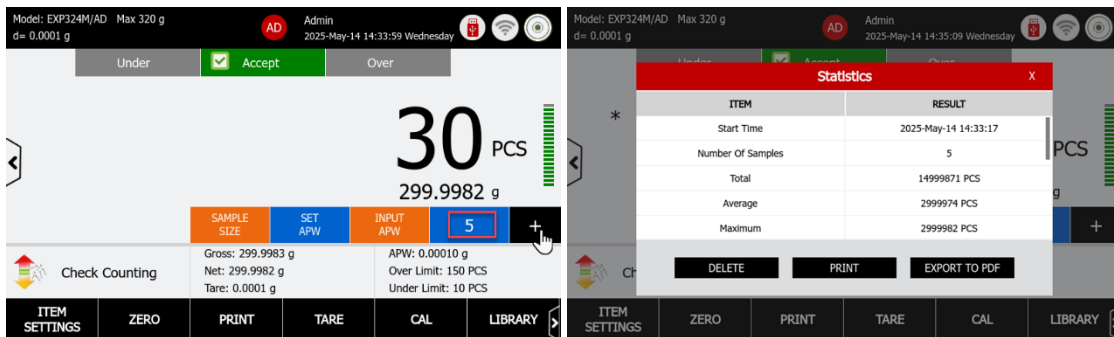 Model: EXP324M/AD Max 320 g
d= 0.0001 g
AD
Admin
2025-May-14 14:33:59 Wednesday
Under
Accept
Over
30 PCS
299.9982 g
SAMPLE SIZE
SET APW
INPUT APW
5
+
Check Counting
Gross: 299.9983 g
Net: 299.9982 g
Tare: 0.0001 g
APW: 0.00010 g
Over Limit: 150 PCS
Under Limit: 10 PCS
ITEM SETTINGS
ZERO
PRINT
TARE
CAL
LIBRARY
Model: EXP324M/AD Max 320 g
d= 0.0001 g
AD
Admin
2025-May-14 14:35:09 Wednesday
Statistics X
ITEM RESULT
Start Time 2025-May-14 14:33:17
Number Of Samples 5
Total 14999871 PCS
Average 2999974 PCS
Maximum 2999982 PCS
DELETE
PRINT
EXPORT TO PDF
*
PCS
g
+
Ch
ITEM SETTINGS
ZERO
PRINT
TARE
CAL
LIBRARY